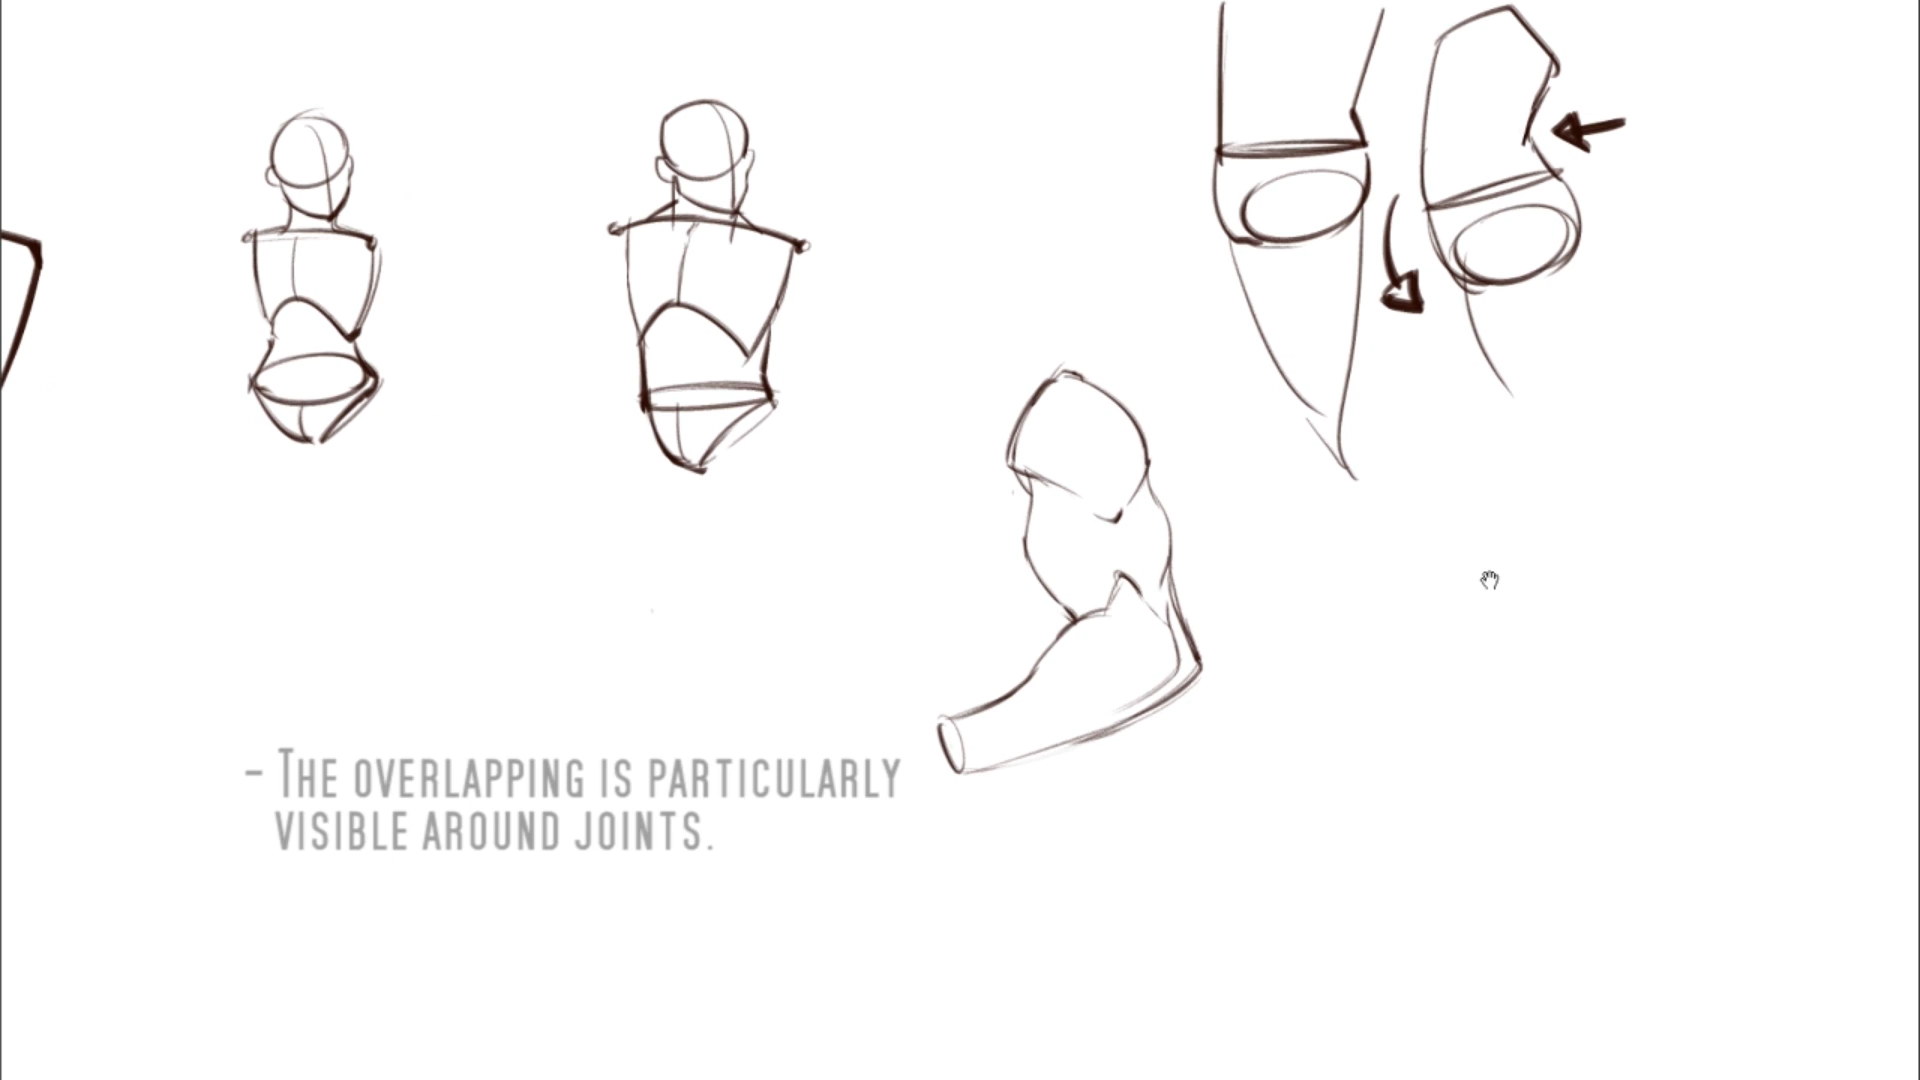 - The overlapping is particularly
visible around joints.